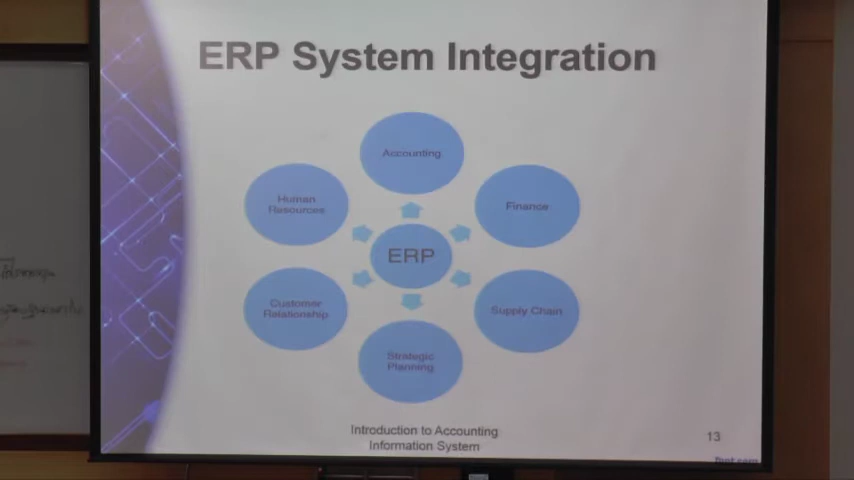 ERP System Integration
Accounting
Human
Resources
Finance
ERP
Customer
Relationship
Supply Chain
Strategic
Planning
Introduction to Accounting
Information System
13